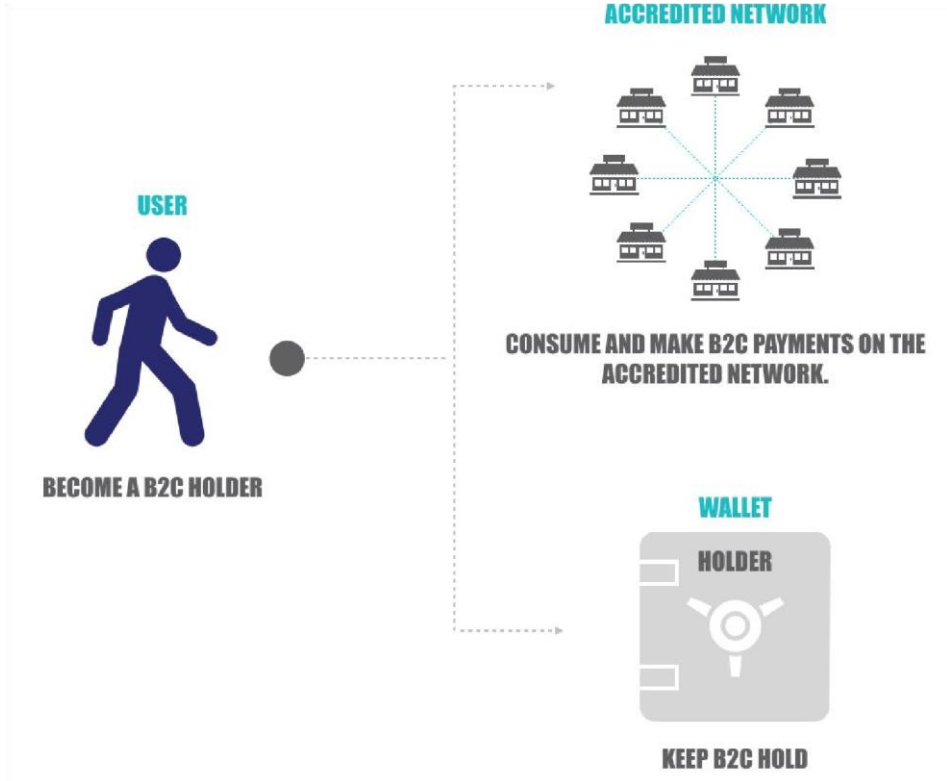 ACCREDITED NETWORK
USER
CONSUME AND MAKE B2C PAYMENTS ON THE
ACCREDITED NETWORK.
BECOME A B2C HOLDER
WALLET
HOLDER
KEEP B2C HOLD